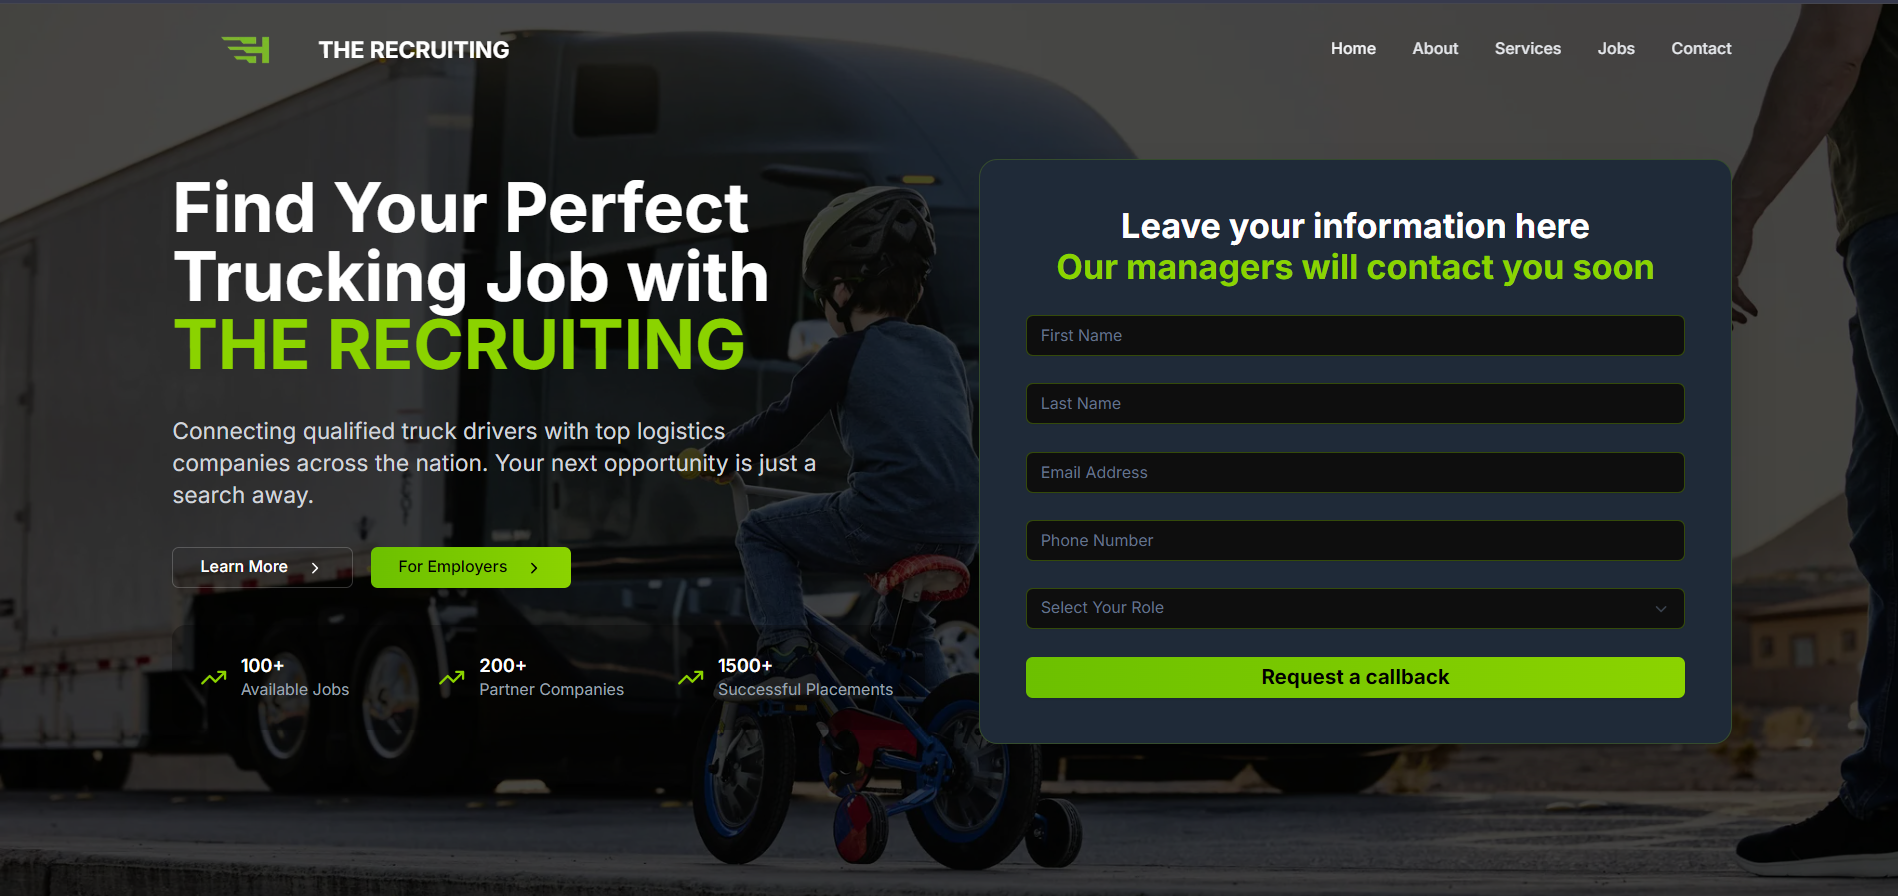 THE RECRUITING
Home
About
Services
Jobs
Contact
Find Your Perfect
Trucking Job with
THE RECRUITING
Connecting qualified truck drivers with top logistics
companies across the nation. Your next opportunity is just a
search away.
Learn More
For Employers
100+
Available Jobs
200+
Partner Companies
1500+
Successful Placements
Leave your information here
Our managers will contact you soon
First Name
Last Name
Email Address
Phone Number
Select Your Role
Request a callback